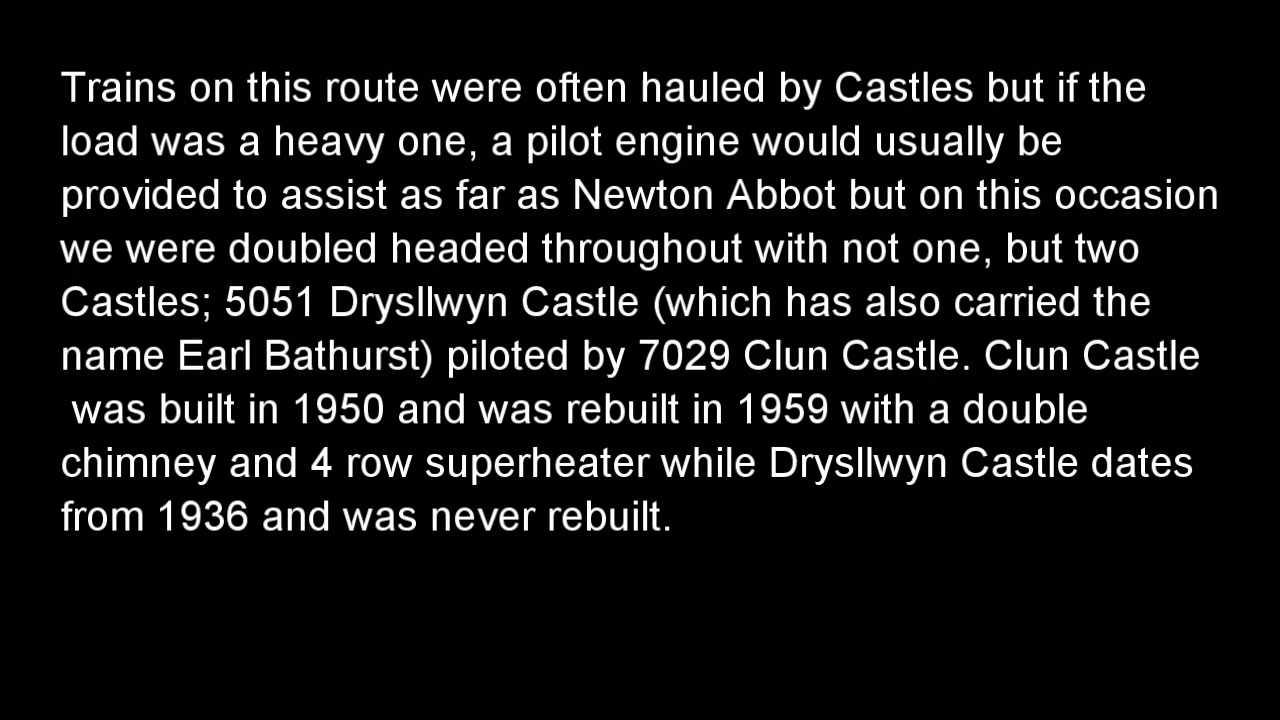 Trains on this route were often hauled by Castles but if the
load was a heavy one, a pilot engine would usually be
provided to assist as far as Newton Abbot but on this occasion
we were doubled headed throughout with not one, but two
Castles; 5051 Drysllwyn Castle (which has also carried the
name Earl Bathurst) piloted by 7029 Clun Castle. Clun Castle
was built in 1950 and was rebuilt in 1959 with a double
chimney and 4 row superheater while Drysllwyn Castle dates
from 1936 and was never rebuilt.